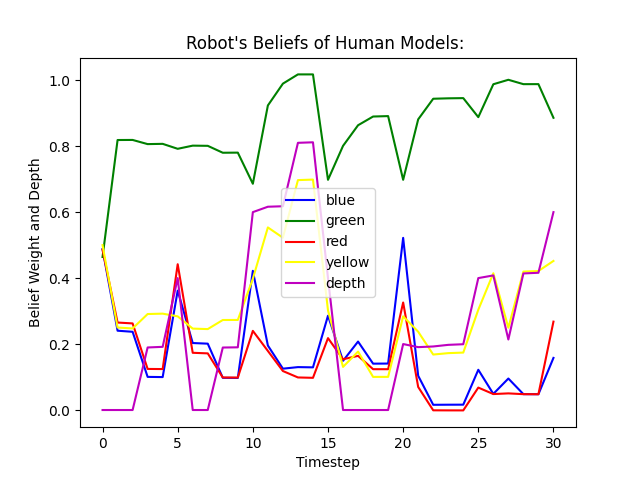 Robot's Beliefs of Human Models:
Belief Weight and Depth
1.0
0.8
0.6
0.4
0.2
0.0
blue
green
red
yellow
depth
0 5 10 15 20 25 30
Timestep